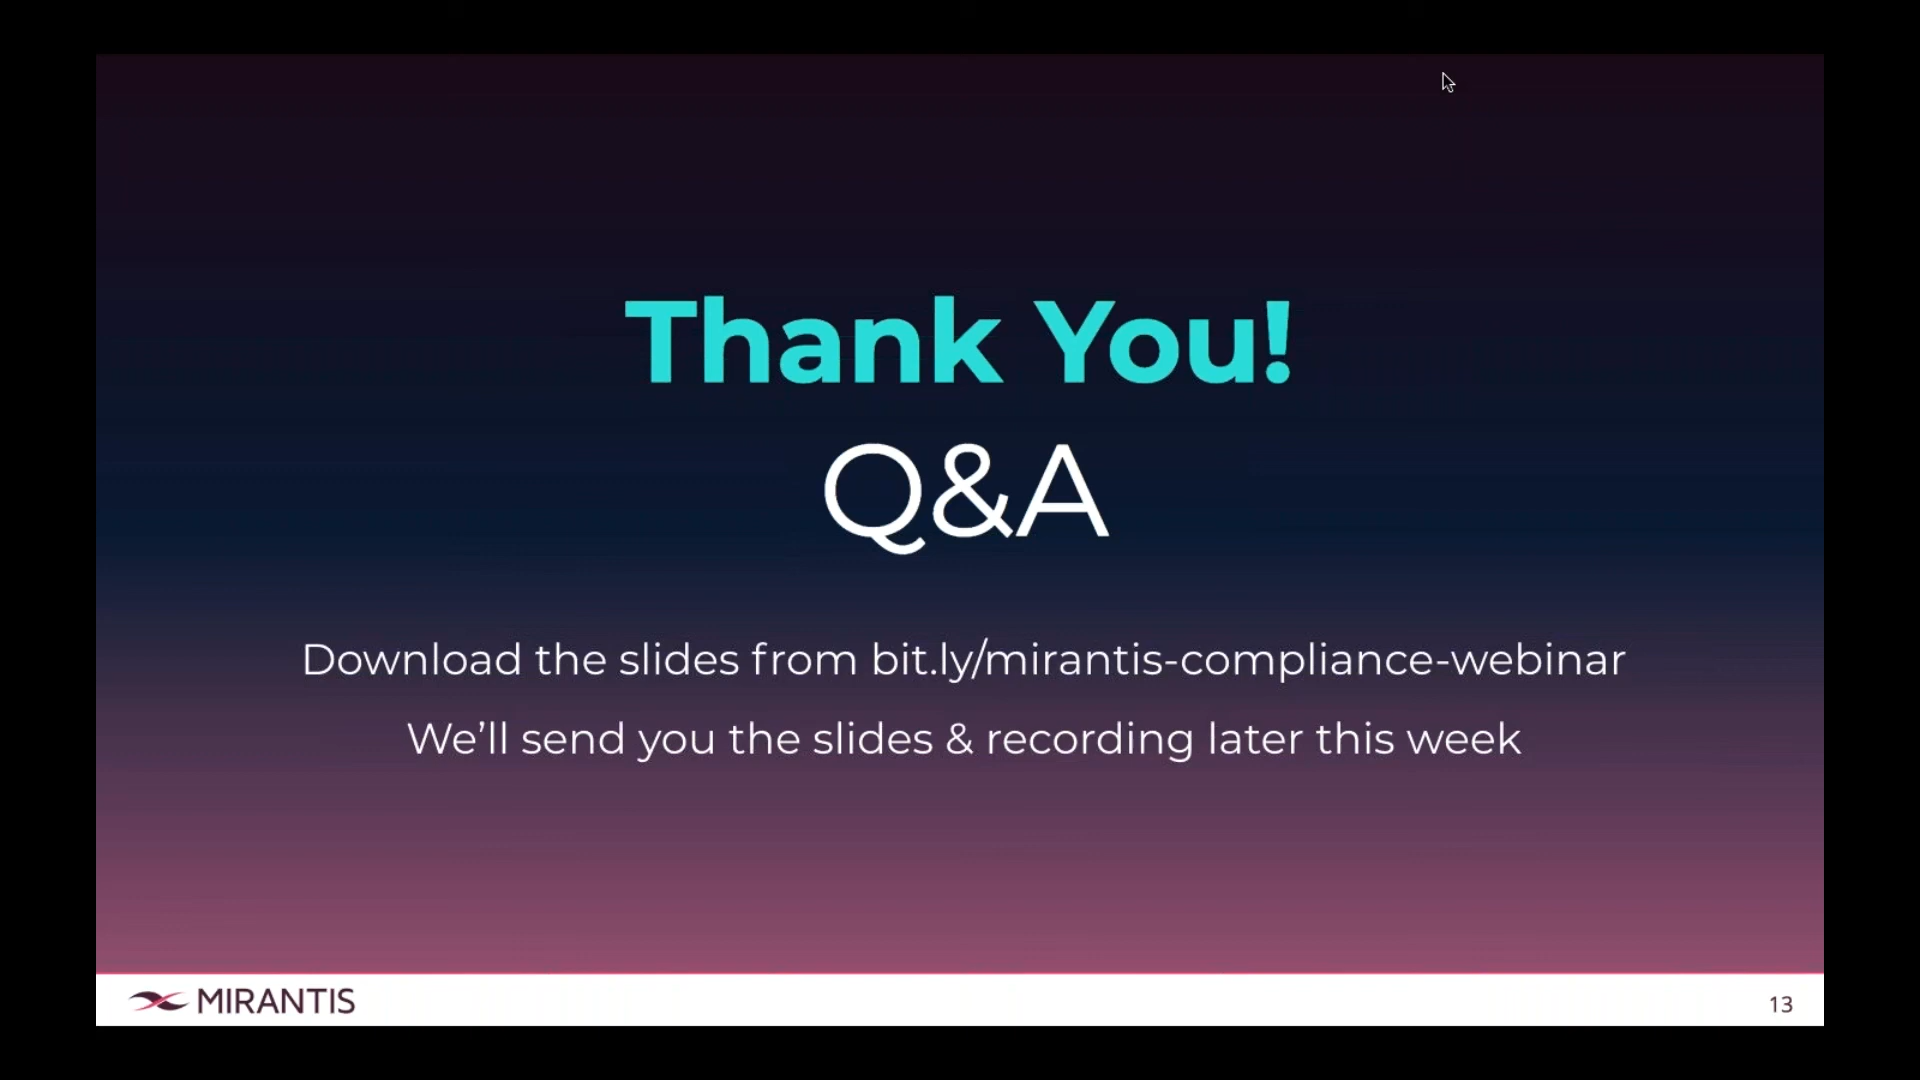 Thank You!
Q&A
Download the slides from bit.ly/mirantis-compliance-webinar
We’ll send you the slides & recording later this week
MIRANTIS
13